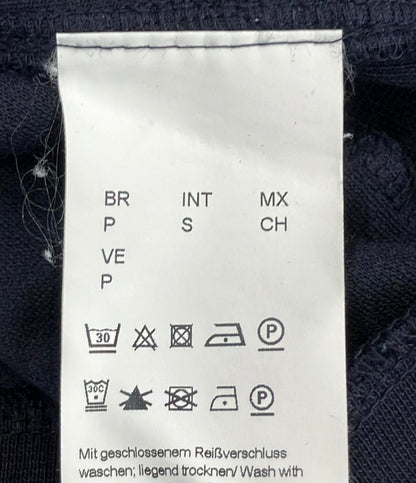 BR INT MX
P S CH
VE
P
30 P
30C P
Mit geschlossenem Reißverschluss
waschen; liegend trocknen/ Wash with